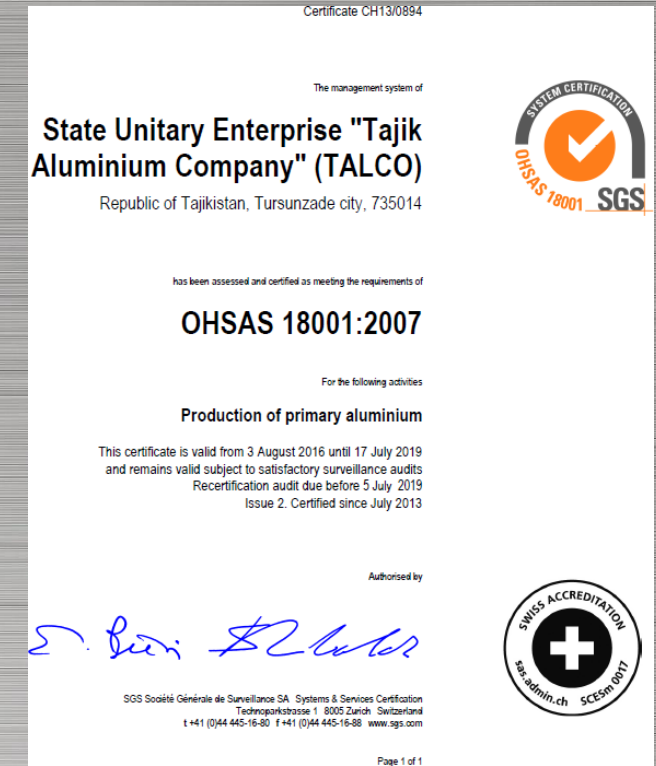 Certificate CH13/0894
The management system of
State Unitary Enterprise "Tajik
Aluminium Company" (TALCO)
Republic of Tajikistan, Tursunzade city, 735014
has been assessed and certified as meeting the requirements of
OHSAS 18001:2007
For the following activities
Production of primary aluminium
This certificate is valid from 3 August 2016 until 17 July 2019
and remains valid subject to satisfactory surveillance audits
Recertification audit due before 5 July 2019
Issue 2. Certified since July 2013
Authorised by
SGS Société Générale de Surveillance SA Systems & Services Certification
Technoparkstrasse 1 8005 Zurich Switzerland
t +41 (0)44 445-16-80 f +41 (0)44 445-16-88 www.sgs.com
Page 1 of 1
SYSTEM CERTIFICATION
OHSAS 18001
SGS
SWISS ACCREDITATION
sas.admin.ch SCESm 0017